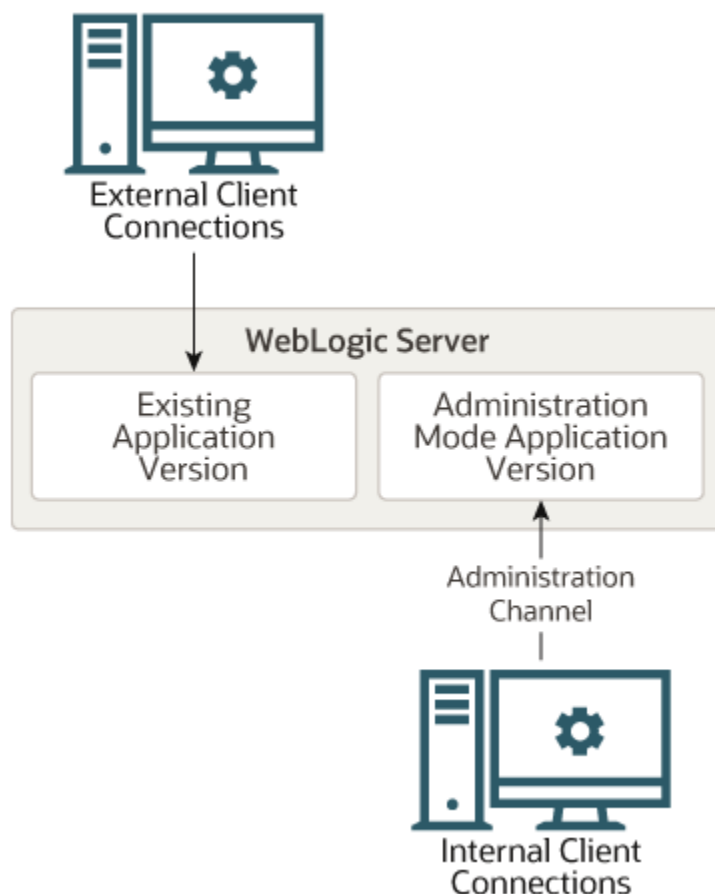 External Client
Connections
WebLogic Server
Existing
Application
Version
Administration
Mode Application
Version
Administration
Channel
Internal Client
Connections